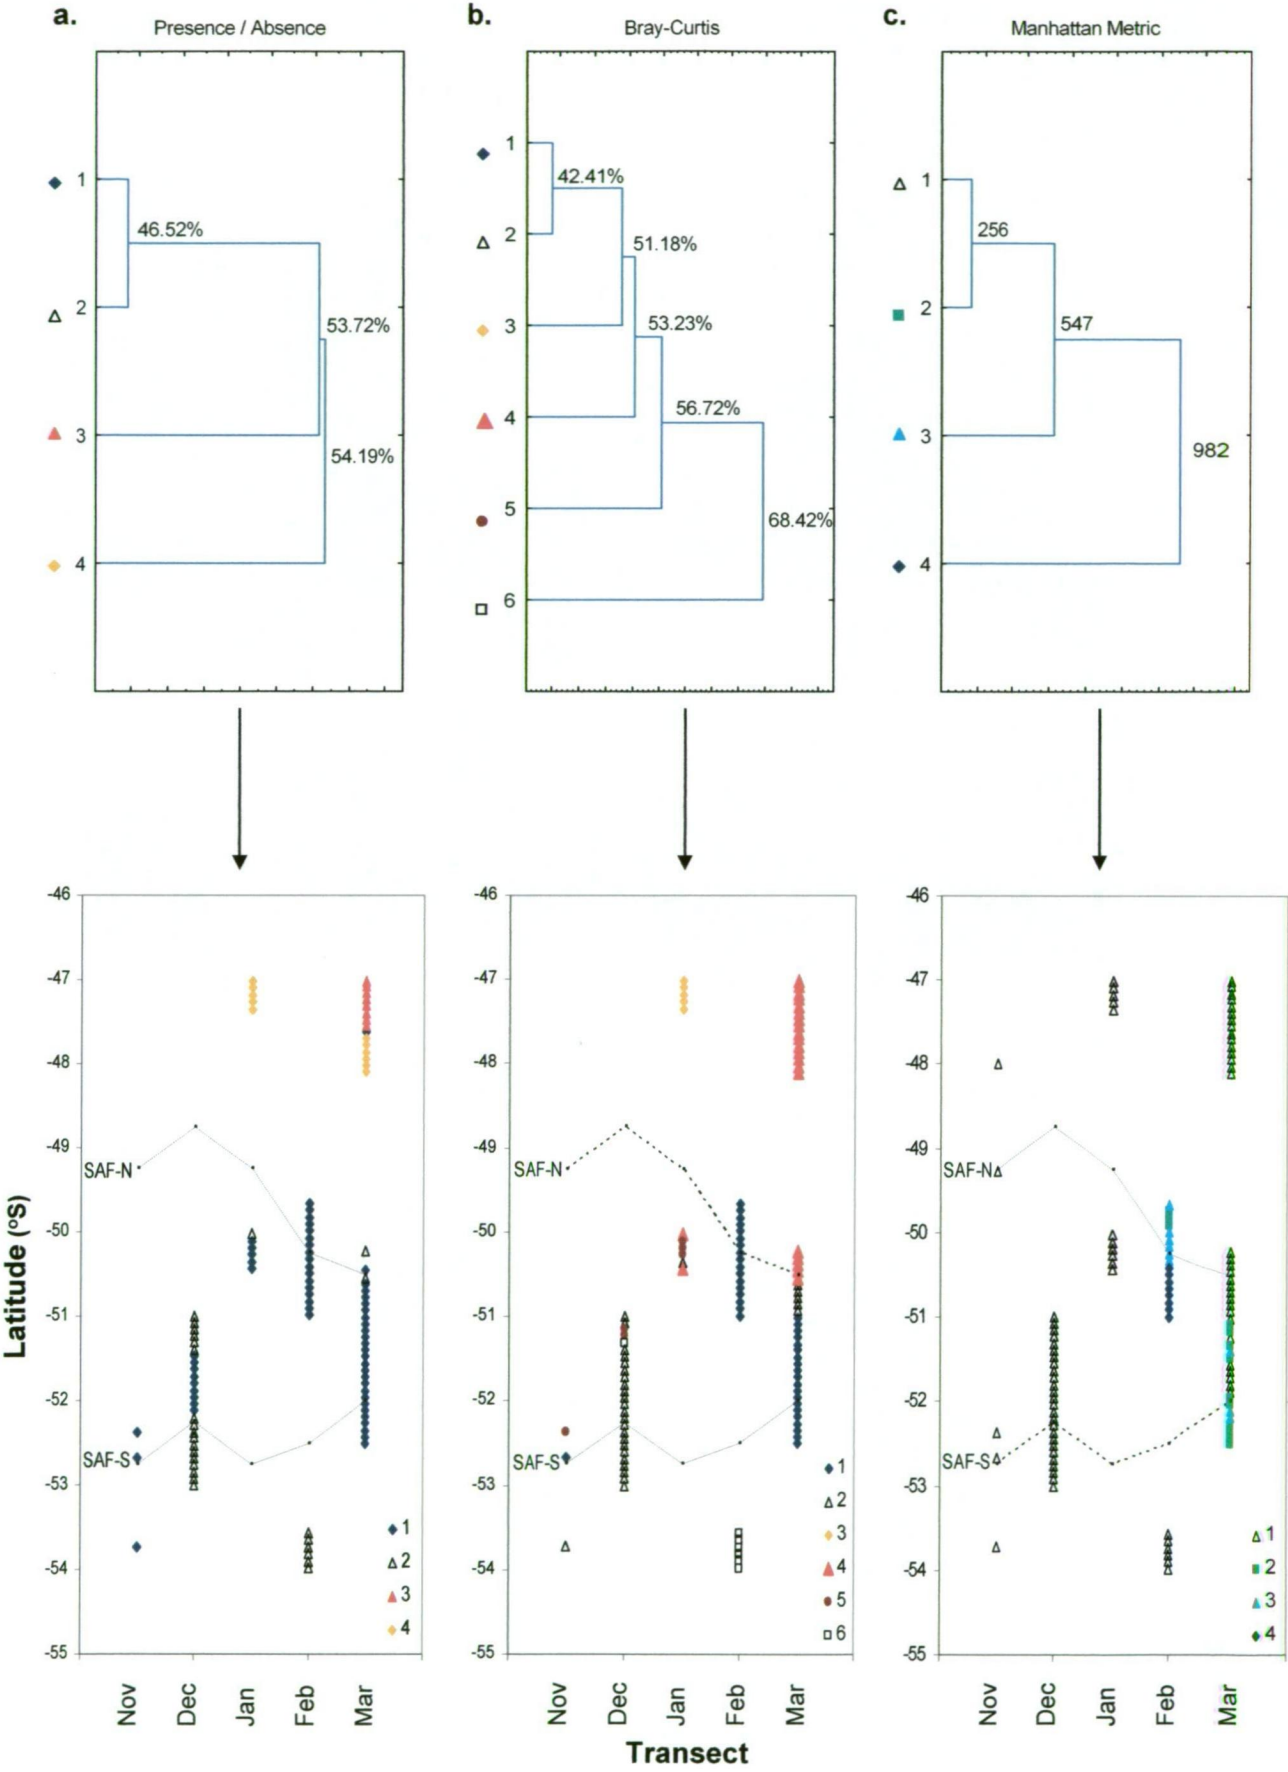 a.
Presence / Absence
1
46.52%
2
53.72%
3
54.19%
4
b.
Bray-Curtis
1
42.41%
2
51.18%
3
53.23%
4
56.72%
5
68.42%
6
c.
Manhattan Metric
1
256
2
547
3
982
4
Latitude (°S)
-46
-47
-48
-49
SAF-N
-50
-51
-52
SAF-S
-53
-54
-55
1
2
3
4
Nov
Dec
Jan
Feb
Mar
-46
-47
-48
-49
SAF-N
-50
-51
-52
SAF-S
-53
-54
-55
1
2
3
4
5
6
Nov
Dec
Jan
Feb
Mar
-46
-47
-48
-49
SAF-N
-50
-51
-52
SAF-S
-53
-54
-55
1
2
3
4
Nov
Dec
Jan
Feb
Mar
Transect